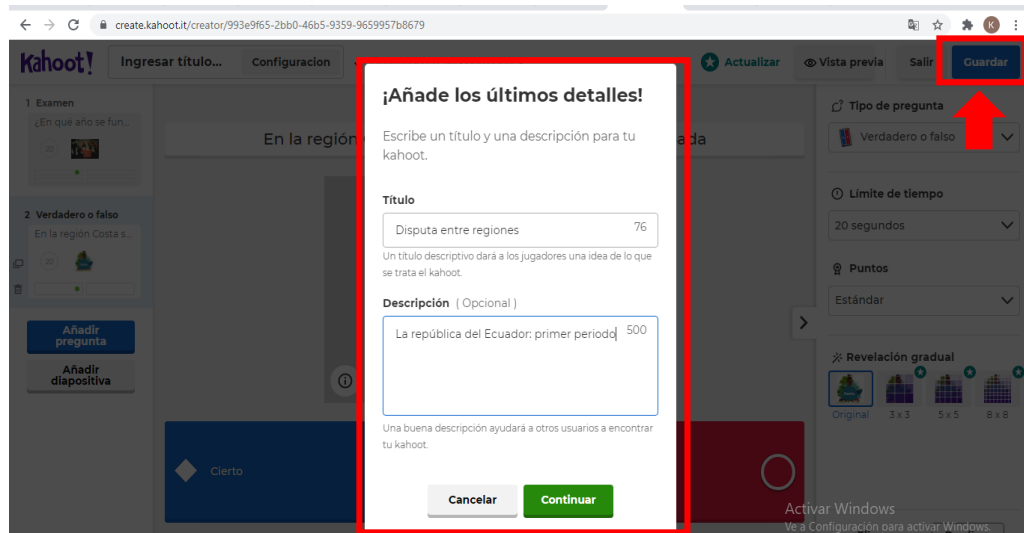 create.kahoot.it/creator/993e9f65-2bb0-46b5-9359-9659957b8679
K
Kahoot!
Ingresar título...
Configuracion
Actualizar
Vista previa
Salir
Guardar
1 Examen
¿En que año se fun...
20
2 Verdadero o falso
En la región Costa s...
20
Añadir
pregunta
Añadir
diapositiva
En la región
ada
Cierto
¡Añade los últimos detalles!
Escribe un título y una descripción para tu
kahoot.
Título
Disputa entre regiones
76
Un título descriptivo dará a los jugadores una idea de lo que
se trata el kahoot.
Descripción ( Opcional )
La república del Ecuador: primer periodo
500
Una buena descripción ayudará a otros usuarios a encontrar
tu kahoot.
Cancelar
Continuar
Tipo de pregunta
Verdadero o falso
Límite de tiempo
20 segundos
Puntos
Estándar
Revelación gradual
Original
3 x 3
5 x 5
8 x 8
Activar Windows
Ve a Configuración para activar Windows.